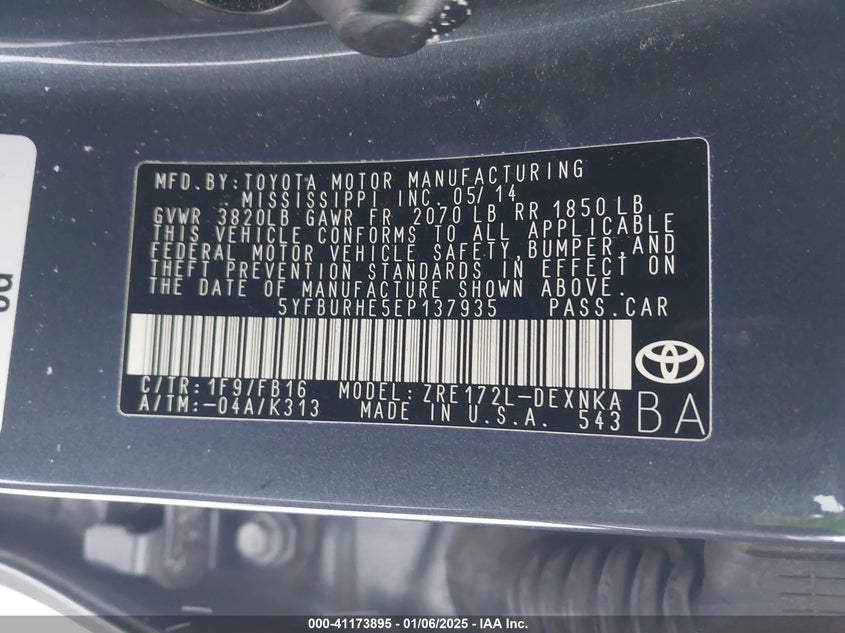 MFD.BY:TOYOTA MOTOR MANUFACTURING
MISSISSIPPI INC. 05/14
GVWR 3820LB GAWR FR 2070 LB RR 1850 LB
THIS VEHICLE CONFORMS TO ALL APPLICABLE
FEDERAL MOTOR VEHICLE SAFETY,BUMPER,AND
THEFT PREVENTION STANDARDS IN EFFECT ON
THE DATE OF MANUFACTURE SHOWN ABOVE.
5YFBURHE5EP137935 PASS.CAR
C/TR:1F9/FB16 MODEL:ZRE172L-DEXNKA
A/TM:-04A/K313 MADE IN U.S.A. 543
BA
000-41173895 - 01/06/2025 - IAA Inc.